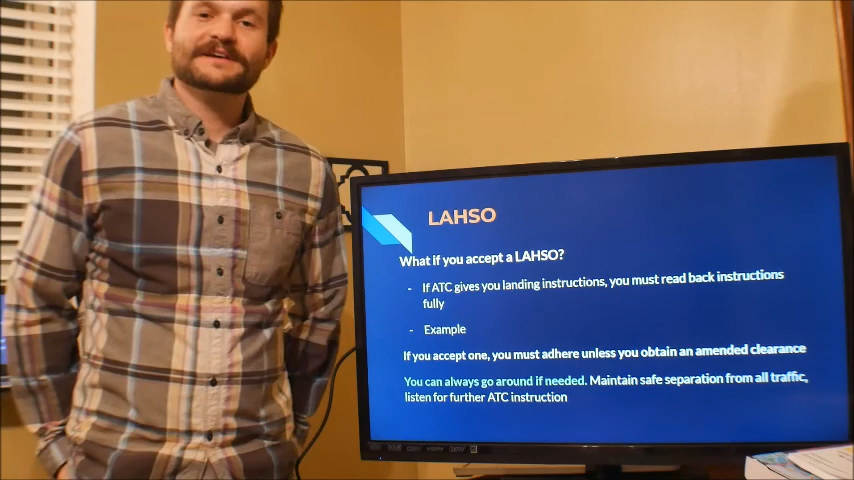 LAHSO
What if you accept a LAHSO?
- If ATC gives you landing instructions, you must read back instructions
fully
- Example
If you accept one, you must adhere unless you obtain an amended clearance
You can always go around if needed. Maintain safe separation from all traffic,
listen for further ATC instruction